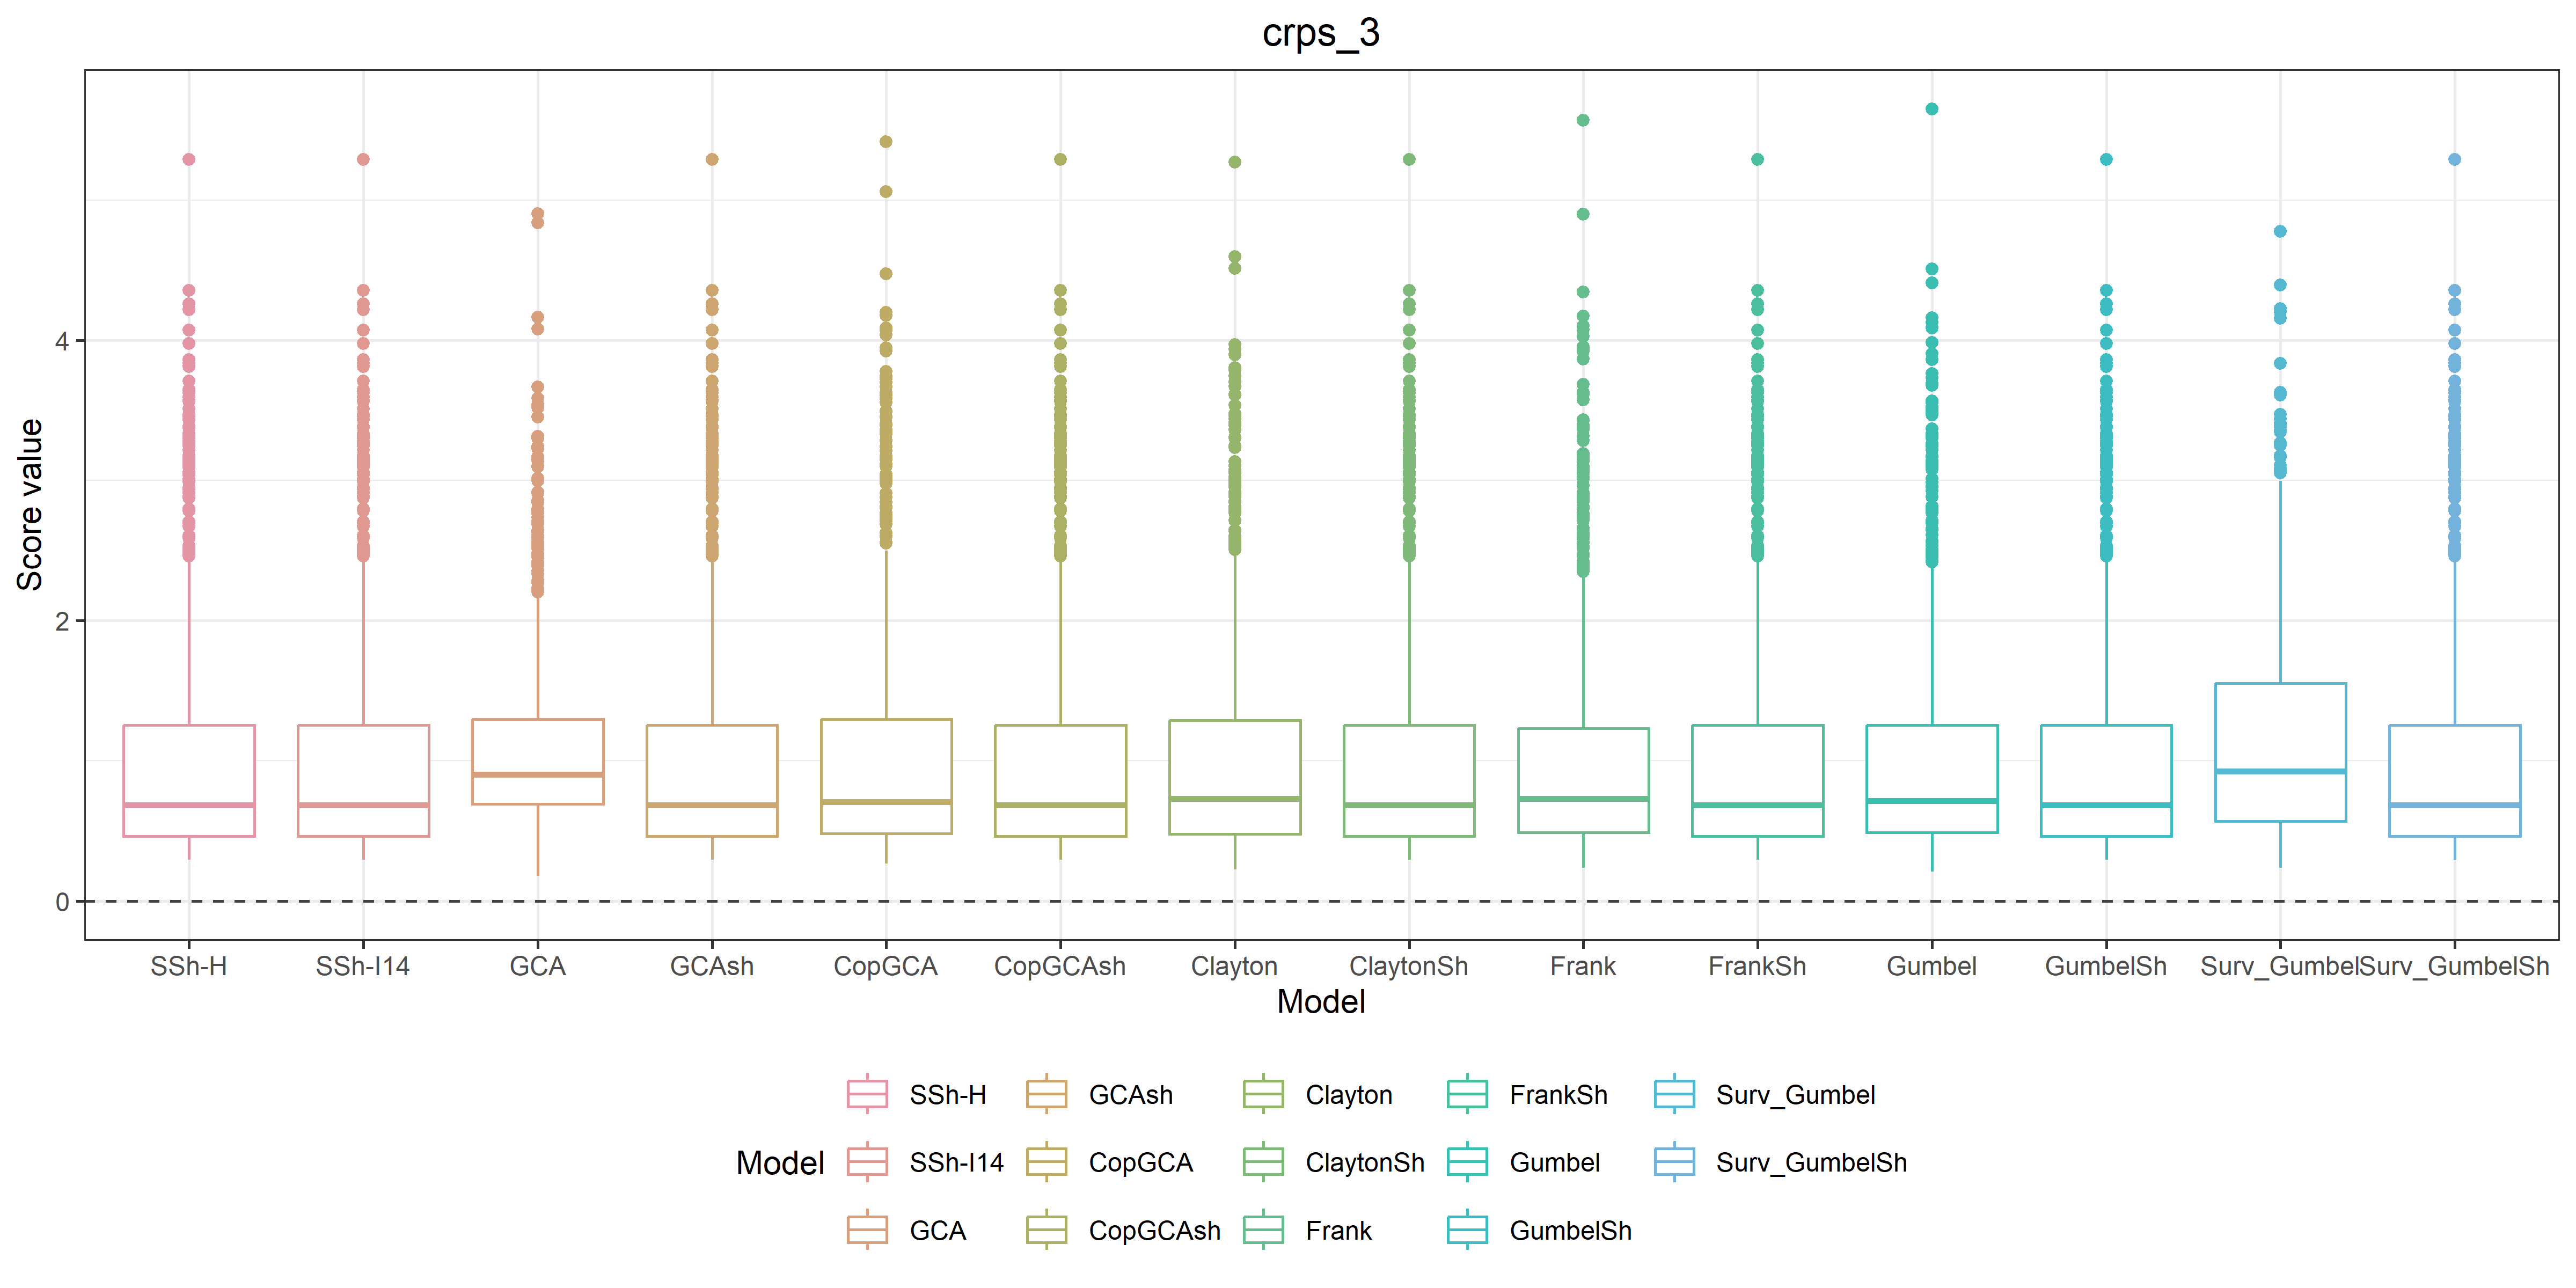 crps_3
Score value
4
2
0
SSh-H SSh-I14 GCA GCAsh CopGCA CopGCAsh Clayton ClaytonSh Frank FrankSh Gumbel GumbelSh Surv_Gumbel Surv_GumbelSh
Model
SSh-H GCAsh Clayton FrankSh Surv_Gumbel
Model SSh-I14 CopGCA ClaytonSh Gumbel Surv_GumbelSh
GCA CopGCAsh Frank GumbelSh